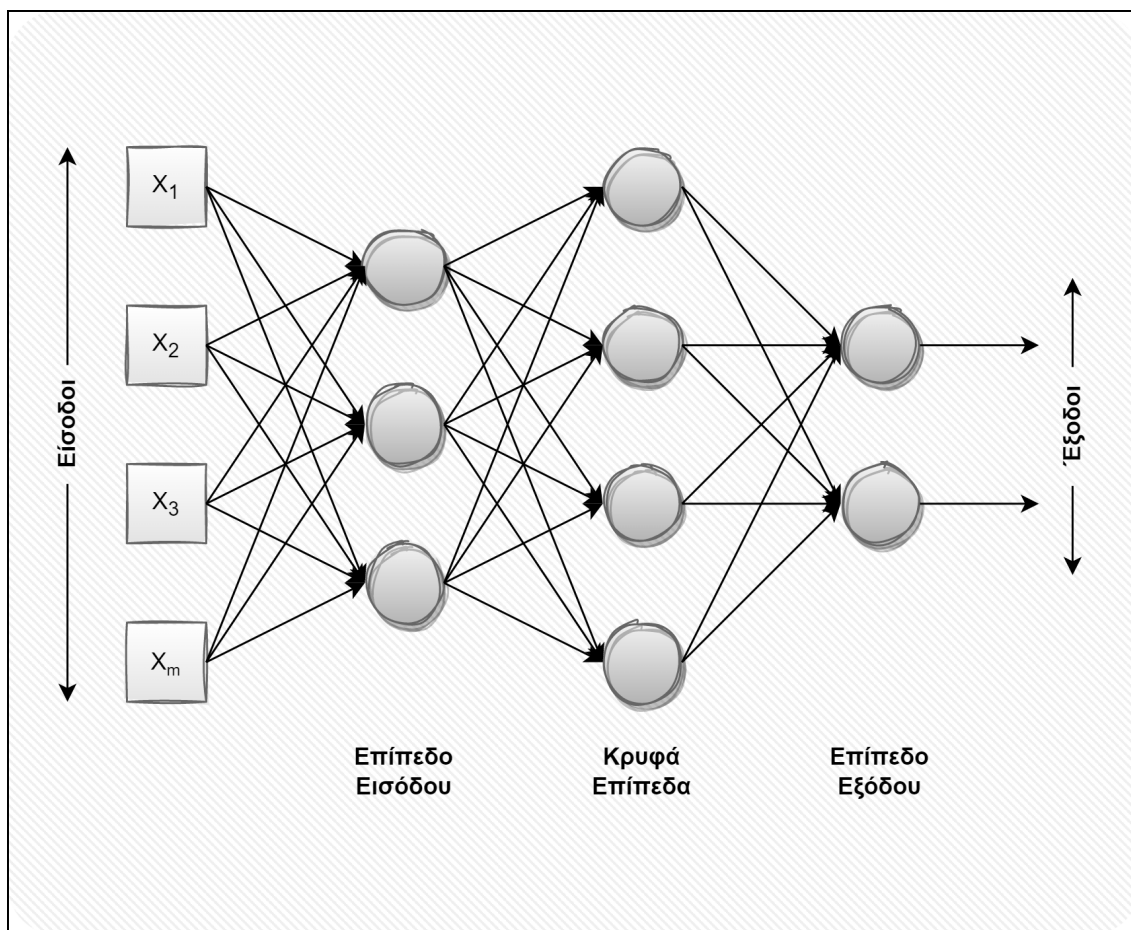 Είσοδοι
X1
X2
X3
Xm
Επίπεδο
Εισόδου
Κρυφά
Επίπεδα
Επίπεδο
Εξόδου
Έξοδοι